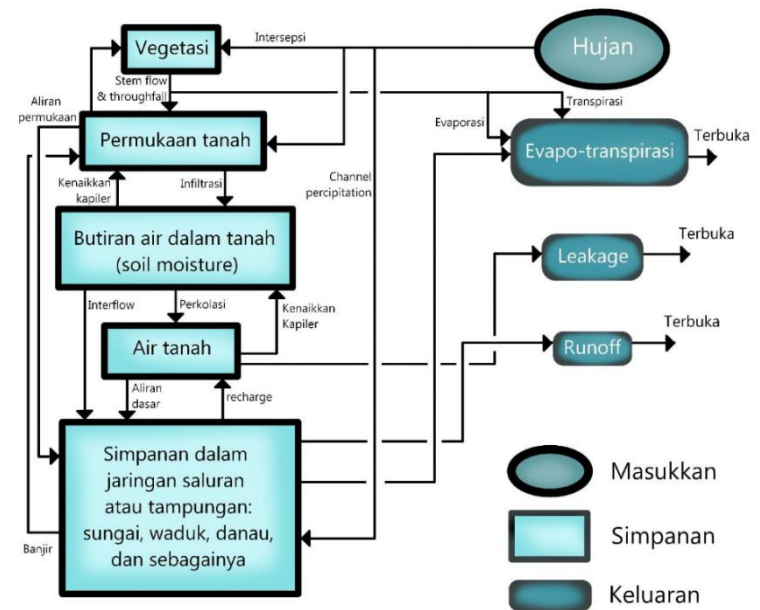 Vegetasi
Intersepsi
Hujan
Stem flow
& throughfall
Aliran
permukaan
Transpirasi
Evaporasi
Permukaan tanah
Evapo-transpirasi
Terbuka
Kenaikkan
kapiler
Infiltrasi
Channel
percipitation
Butiran air dalam tanah
(soil moisture)
Leakage
Terbuka
Interflow
Perkolasi
Kenaikkan
Kapiler
Air tanah
Runoff
Terbuka
Aliran
dasar
recharge
Simpanan dalam
jaringan saluran
atau tampungan:
sungai, waduk, danau,
dan sebagainya
Banjir
Masukkan
Simpanan
Keluaran